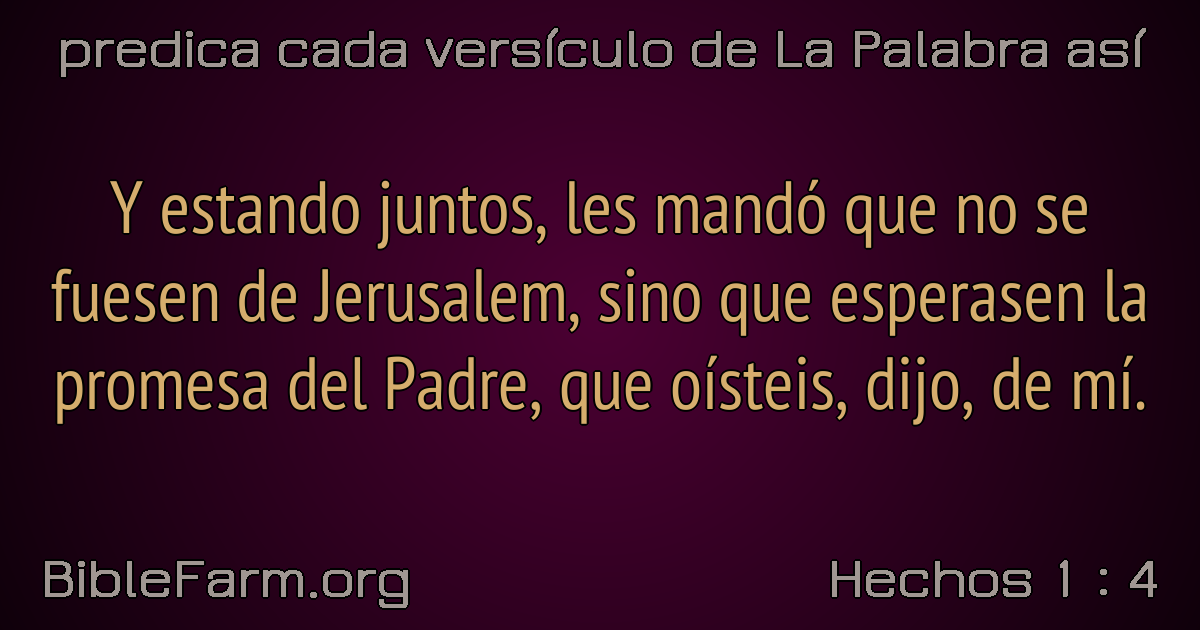 predica cada versículo de La Palabra así
Y estando juntos, les mandó que no se
fuesen de Jerusalem, sino que esperasen la
promesa del Padre, que oísteis, dijo, de mí.
BibleFarm.org
Hechos 1 : 4